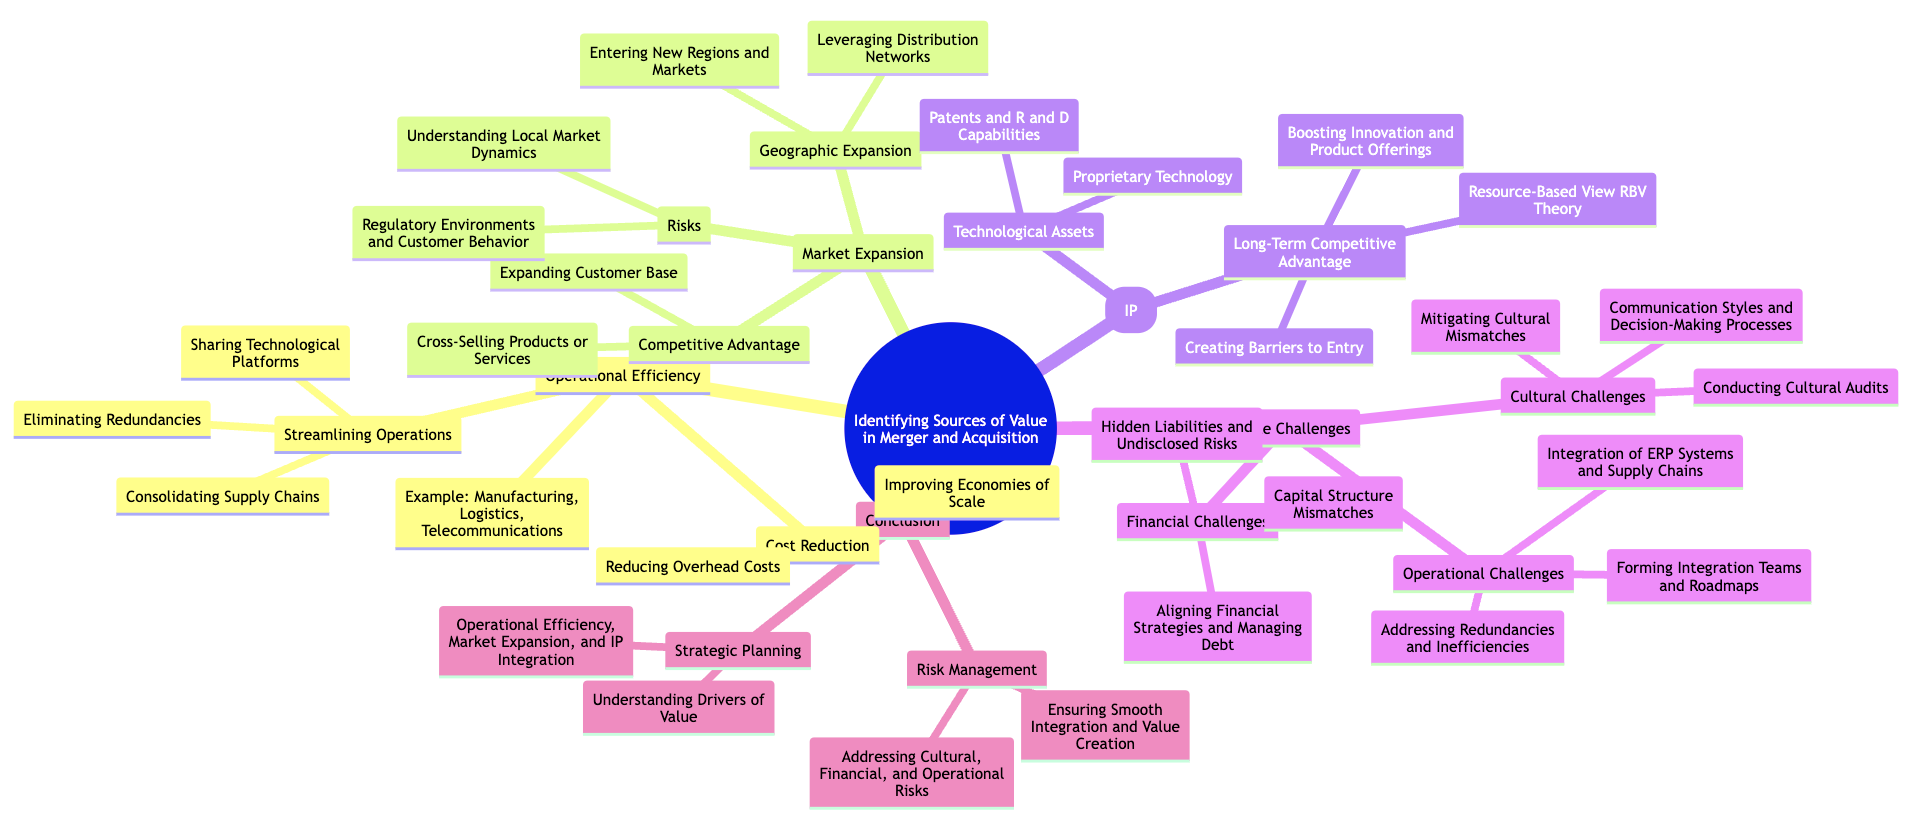 Leveraging Distribution
Networks
Entering New Regions and
Markets
Geographic Expansion
Understanding Local Market
Dynamics
Regulatory Environments
and Customer Behavior
Risks
Market Expansion
Expanding Customer Base
Cross-Selling Products or
Services
Competitive Advantage
Patents and R and D
Capabilities
Proprietary Technology
Technological Assets
IP
Boosting Innovation and
Product Offerings
Resource-Based View RBV
Theory
Long-Term Competitive
Advantage
Creating Barriers to Entry
Sharing Technological
Platforms
Eliminating Redundancies
Streamlining Operations
Consolidating Supply Chains
Operational Efficiency
Example: Manufacturing,
Logistics,
Telecommunications
Cost Reduction
Reducing Overhead Costs
Improving Economies of
Scale
Identifying Sources of Value
in Merger and Acquisition
Mitigating Cultural
Mismatches
Communication Styles and
Decision-Making Processes
Conducting Cultural Audits
Cultural Challenges
Hidden Liabilities and
Undisclosed Risks
Challenges
Capital Structure
Mismatches
Financial Challenges
Aligning Financial
Strategies and Managing
Debt
Integration of ERP Systems
and Supply Chains
Operational Challenges
Forming Integration Teams
and Roadmaps
Addressing Redundancies
and Inefficiencies
Conclusion
Operational Efficiency,
Market Expansion, and IP
Integration
Strategic Planning
Understanding Drivers of
Value
Risk Management
Ensuring Smooth
Integration and Value
Creation
Addressing Cultural,
Financial, and Operational
Risks